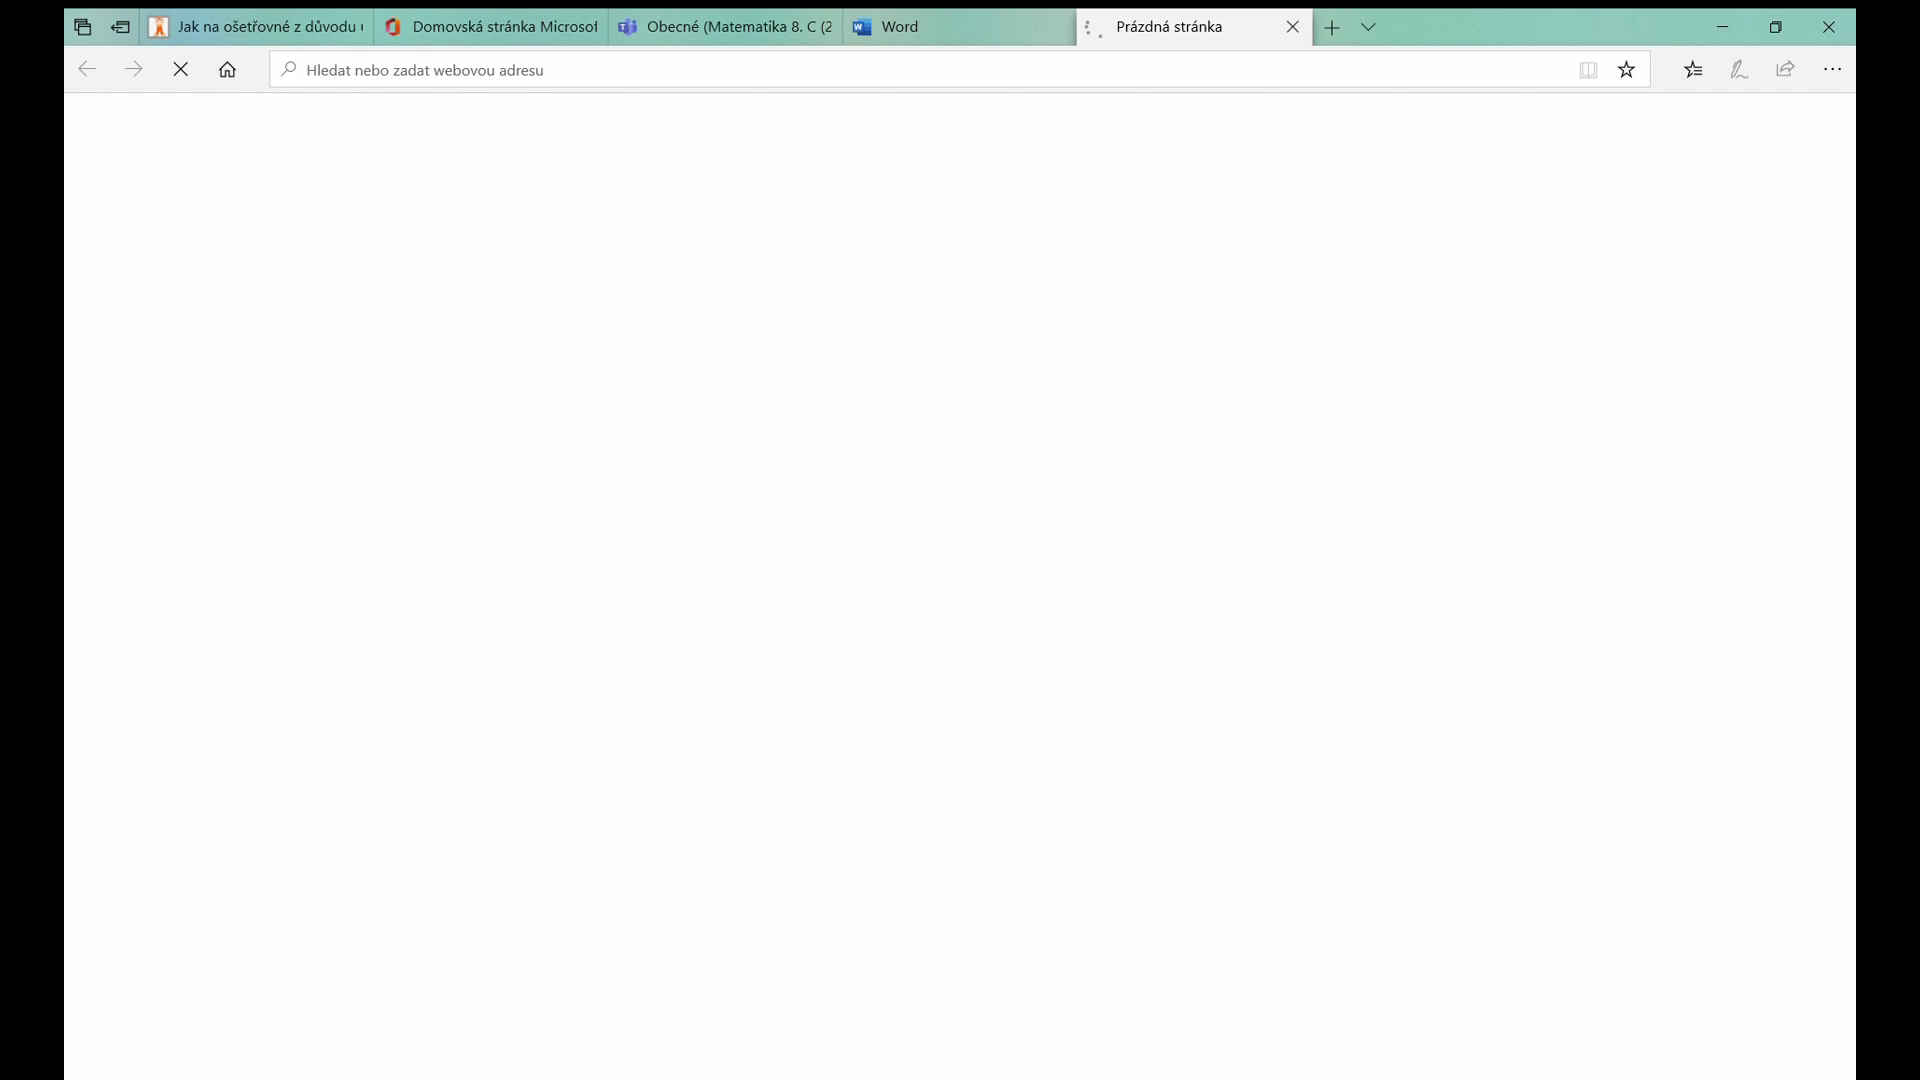 Jak na ošetřovné z důvodu
Domovská stránka Microsof
Obecné (Matematika 8. C (2
Word
Prázdná stránka
Hledat nebo zadat webovou adresu